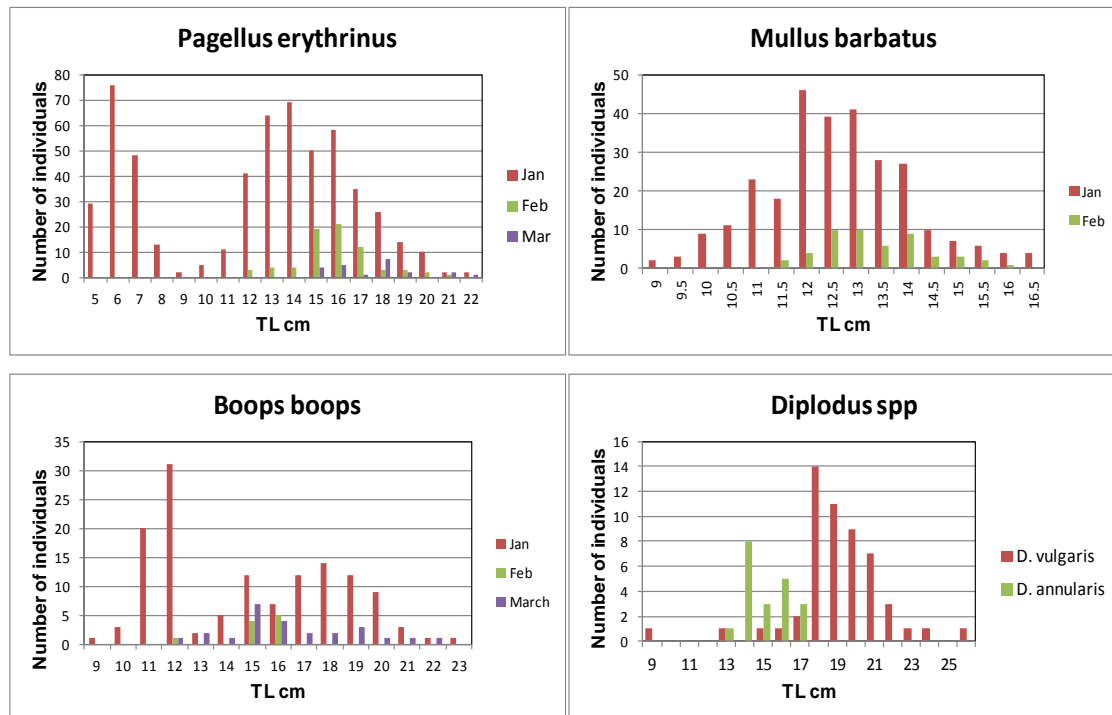 Pagellus erythrinus
Number of individuals
80
70
60
50
40
30
20
10
0
5 6 7 8 9 10 11 12 13 14 15 16 17 18 19 20 21 22
TL cm
Jan
Feb
Mar
Mullus barbatus
Number of individuals
50
40
30
20
10
0
9 9.5 10 10.5 11 11.5 12 12.5 13 13.5 14 14.5 15 15.5 16 16.5
TL cm
Jan
Feb
Boops boops
Number of individuals
35
30
25
20
15
10
5
0
9 10 11 12 13 14 15 16 17 18 19 20 21 22 23
TL cm
Jan
Feb
March
Diplodus spp
Number of individuals
16
14
12
10
8
6
4
2
0
9 11 13 15 17 19 21 23 25
TL cm
D. vulgaris
D. annularis